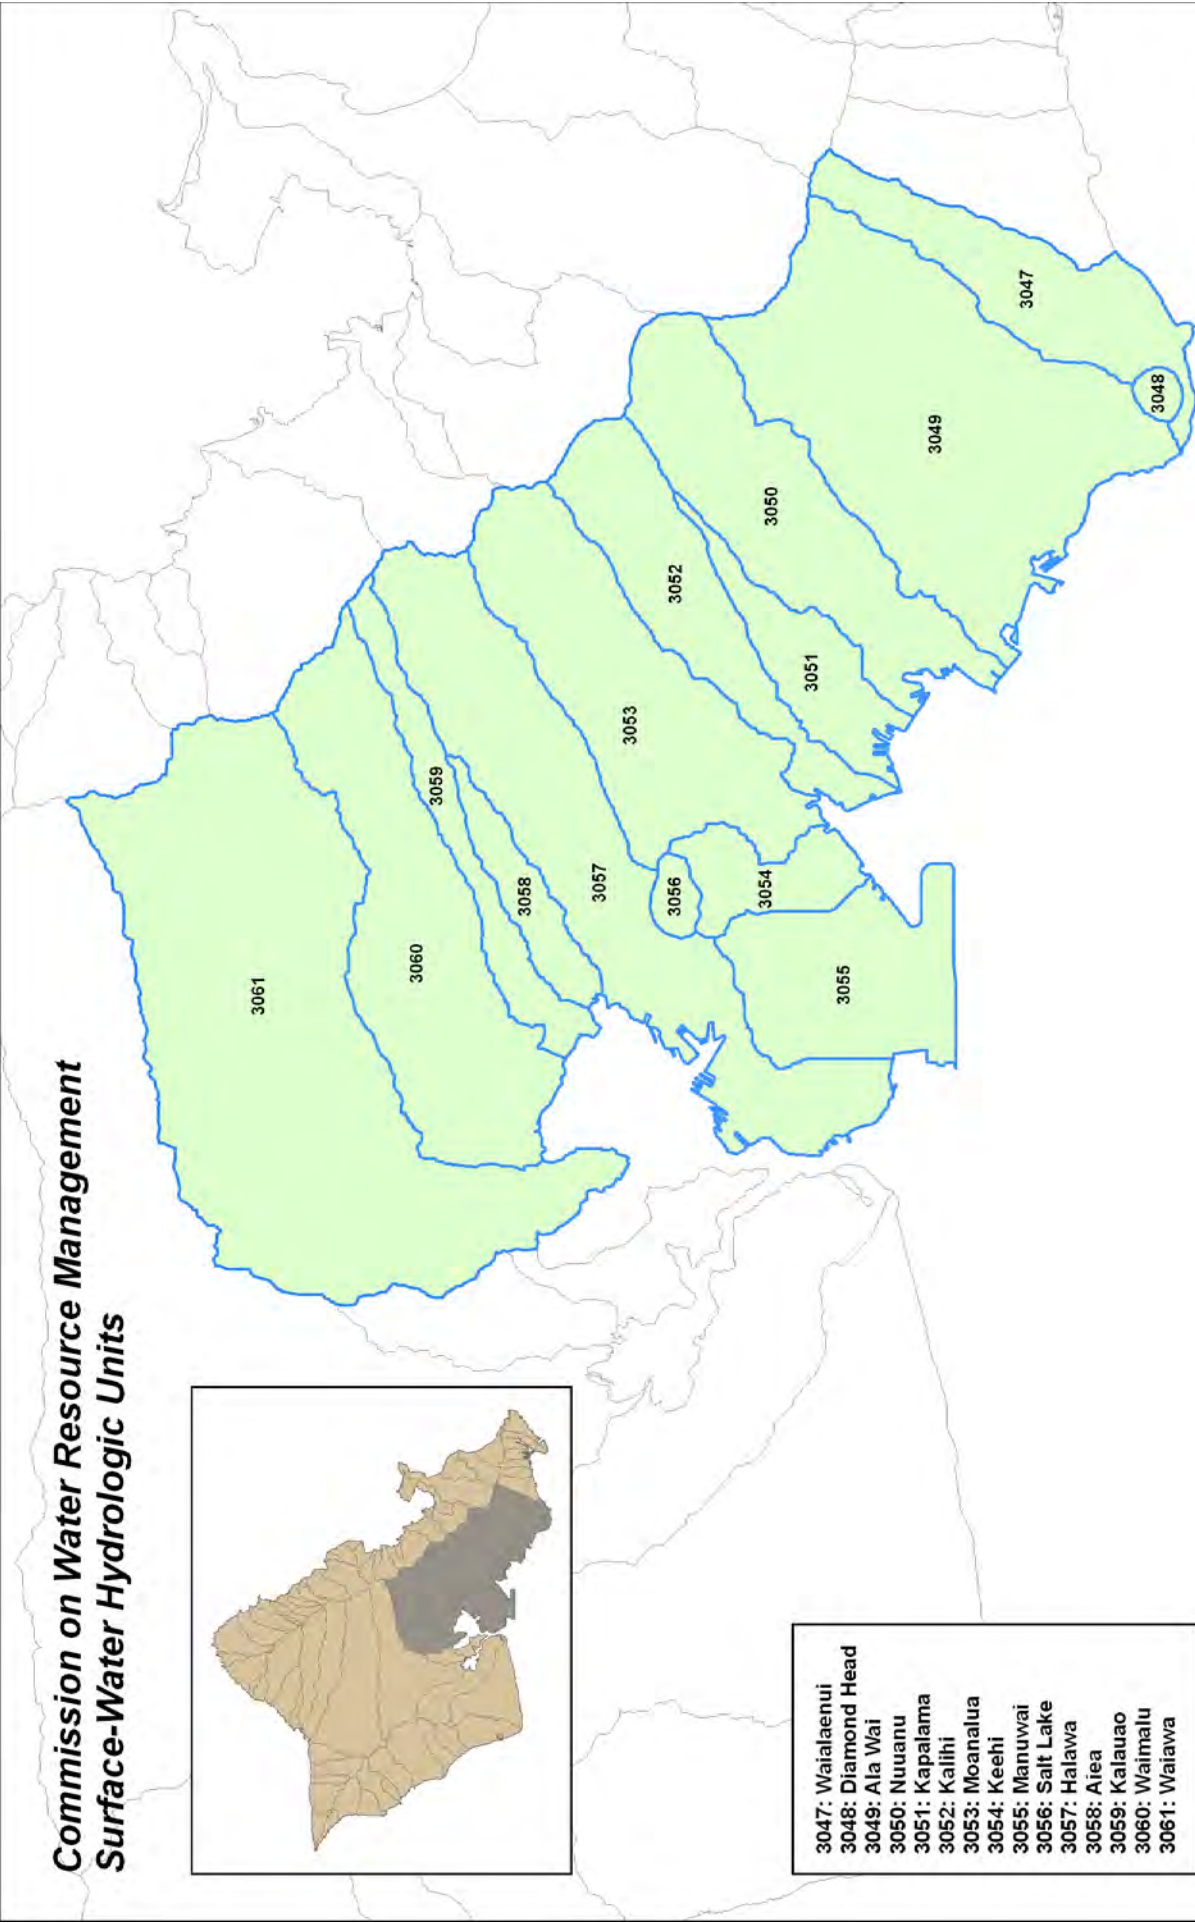 Commission on Water Resource Management
Surface-Water Hydrologic Units
3061
3060
3059
3058
3057
3056
3055
3054
3053
3052
3051
3050
3049
3048
3047
3047: Waialaenui
3048: Diamond Head
3049: Ala Wai
3050: Nuuanu
3051: Kapalama
3052: Kalihi
3053: Moanalua
3054: Keehi
3055: Manuwai
3056: Salt Lake
3057: Halawa
3058: Aiea
3059: Kalauao
3060: Waimalu
3061: Waiawa